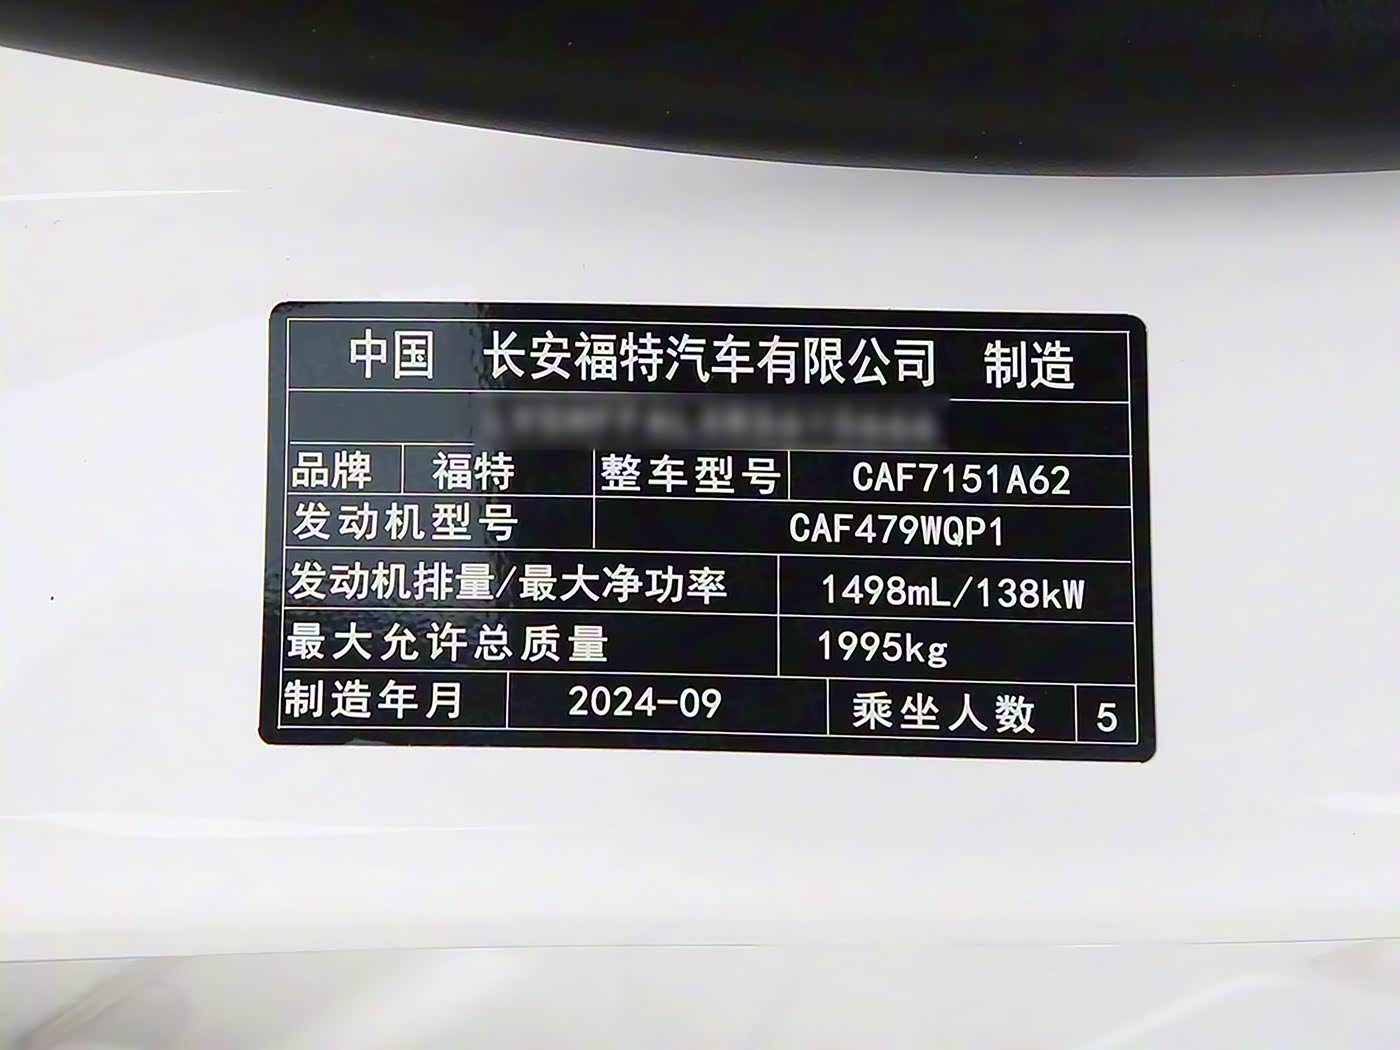 中国 长安福特汽车有限公司 制造
品牌 福特 整车型号 CAF7151A62
发动机型号 CAF479WQP1
发动机排量/最大净功率 1498mL/138kW
最大允许总质量 1995kg
制造年月 2024-09 乘坐人数 5